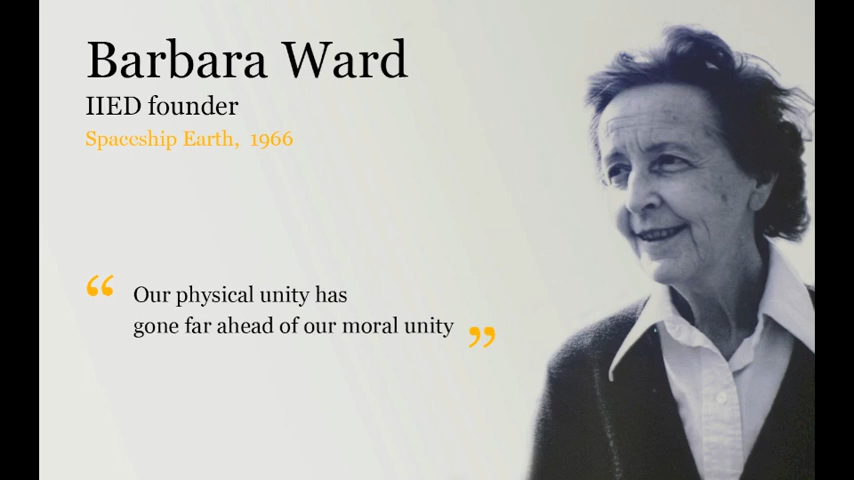 Barbara Ward
IIED founder
Spaceship Earth, 1966
“ Our physical unity has
gone far ahead of our moral unity ”